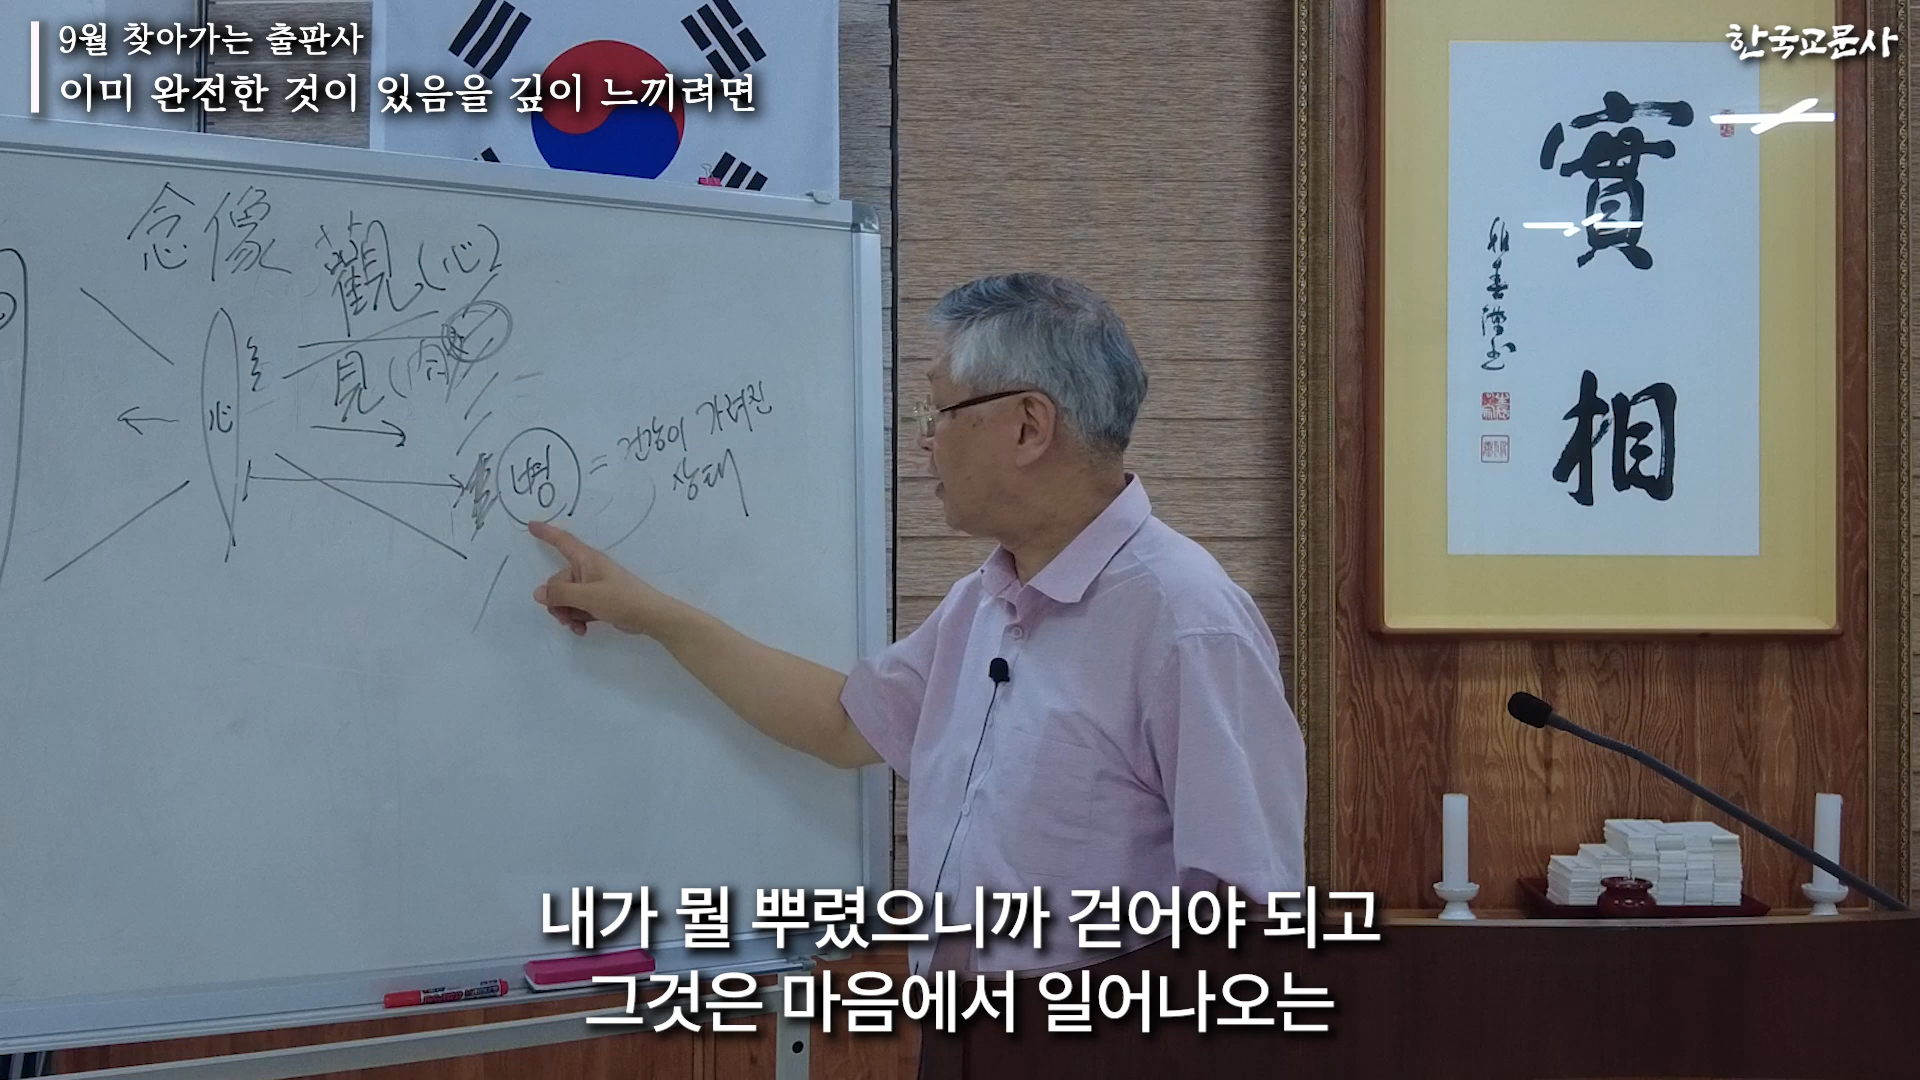 9월 찾아가는 출판사
이미 완전한 것이 있음을 깊이 느끼려면
한국교문사
念像
觀(心)
見(肉
心
병 = 건강이 가려진
상태
實
相
내가 뭘 뿌렸으니까 걷어야 되고
그것은 마음에서 일어나오는